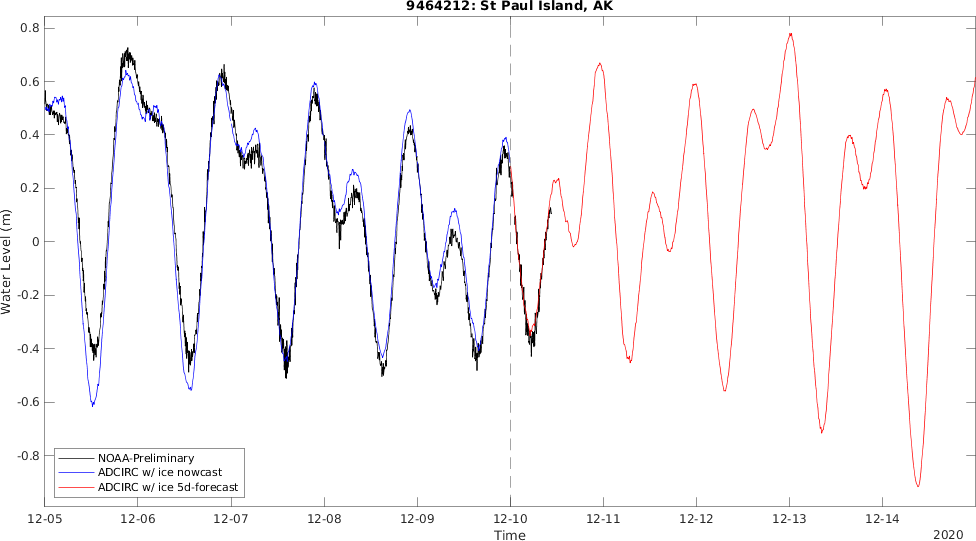 9464212: St Paul Island, AK
0.8
0.6
0.4
0.2
0
-0.2
-0.4
-0.6
-0.8
Water Level (m)
NOAA-Preliminary
ADCIRC w/ ice nowcast
ADCIRC w/ ice 5d-forecast
12-05 12-06 12-07 12-08 12-09 12-10 12-11 12-12 12-13 12-14
Time
2020